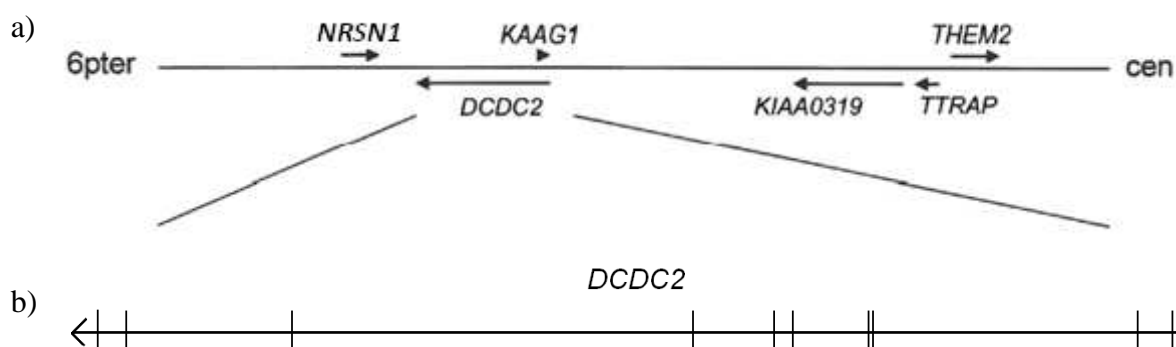 a)
NRSN1 KAAG1 THEM2
6pter cen
DCDC2 KIAA0319 TTRAP
DCDC2
b)